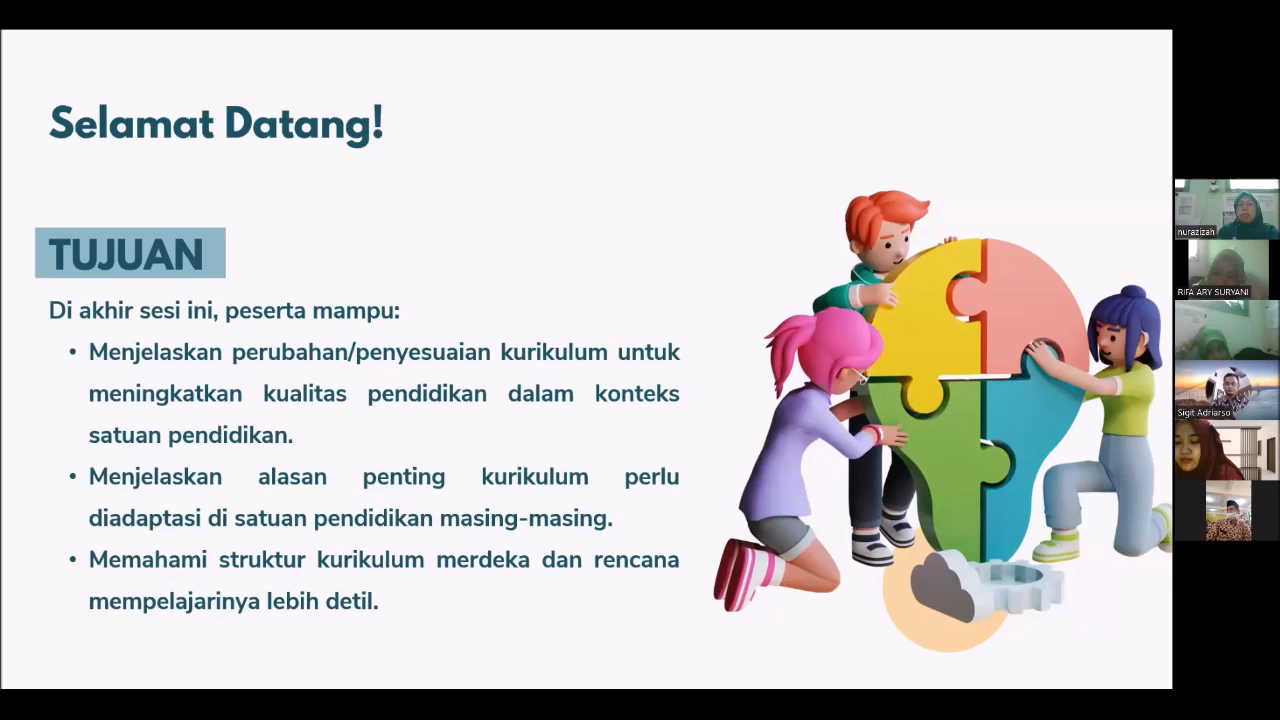 Selamat Datang!
TUJUAN
Di akhir sesi ini, peserta mampu:
• Menjelaskan perubahan/penyesuaian kurikulum untuk
meningkatkan kualitas pendidikan dalam konteks
satuan pendidikan.
• Menjelaskan alasan penting kurikulum perlu
diadaptasi di satuan pendidikan masing-masing.
• Memahami struktur kurikulum merdeka dan rencana
mempelajarinya lebih detil.
nurazizah
RIFA ARY SURYANI
Sigit Adriarso